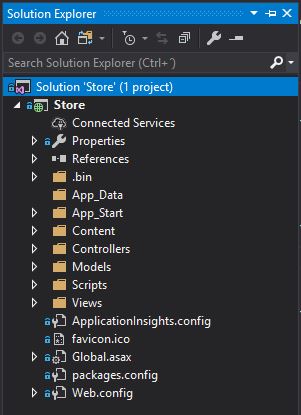 Solution Explorer
Search Solution Explorer (Ctrl+´)
Solution 'Store' (1 project)
Store
Connected Services
Properties
References
.bin
App_Data
App_Start
Content
Controllers
Models
Scripts
Views
ApplicationInsights.config
favicon.ico
Global.asax
packages.config
Web.config